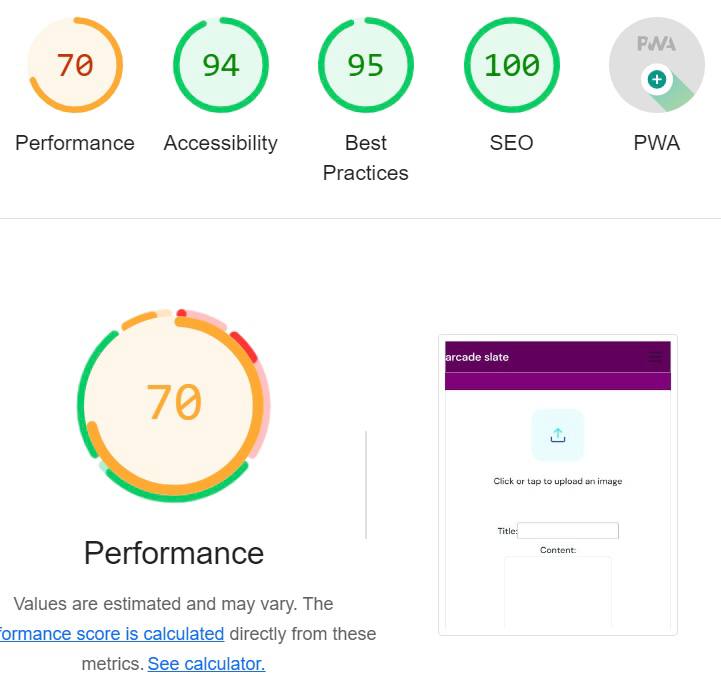 70
94
95
100
PWA
Performance
Accessibility
Best
Practices
SEO
PWA
70
Performance
Values are estimated and may vary. The
formance score is calculated directly from these
metrics. See calculator.
arcade slate
Click or tap to upload an image
Title:
Content: